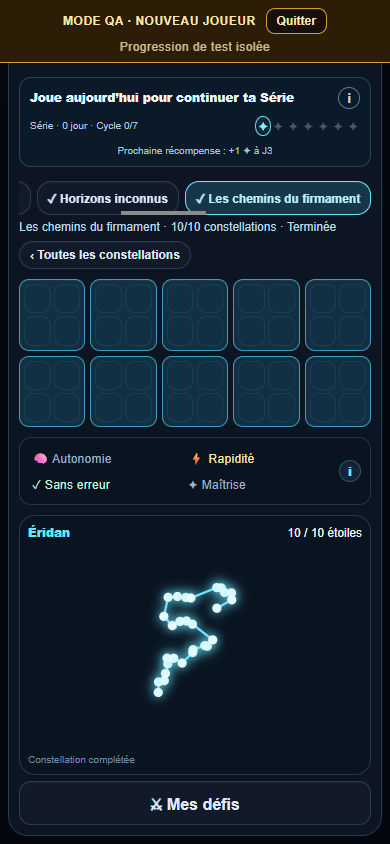 MODE QA · NOUVEAU JOUEUR
Quitter
Progression de test isolée
Joue aujourd’hui pour continuer ta Série
i
Série · 0 jour · Cycle 0/7
Prochaine récompense : +1 ✦ à J3
✓ Horizons inconnus
✓ Les chemins du firmament
Les chemins du firmament · 10/10 constellations · Terminée
‹ Toutes les constellations
🧠 Autonomie
⚡ Rapidité
i
✓ Sans erreur
✦ Maîtrise
Éridan
10 / 10 étoiles
Constellation complétée
⚔ Mes défis